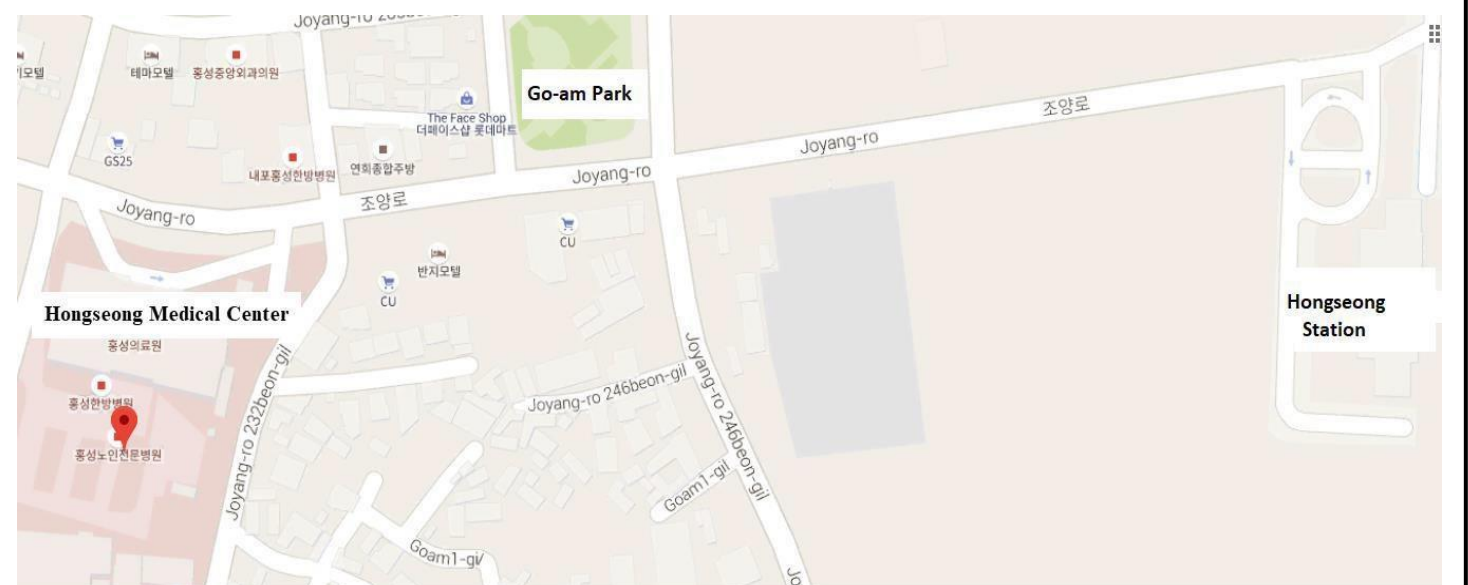 Joyang-ro
기모텔
테마모텔
홍성중앙외과의원
Go-am Park
The Face Shop
더페이스샵 롯데마트
GS25
내포홍성한방병원
연희종합주방
조양로
Joyang-ro
Joyang-ro
Joyang-ro
조양로
CU
반지모텔
CU
Hongseong Medical Center
홍성의료원
홍성한방병원
홍성노인전문병원
Hongseong
Station
Joyang-ro 232beon-gil
Joyang-ro 246beon-gil
Joyang-ro 246beon-gil
Goam1-gil
Goam1-gil
Jo